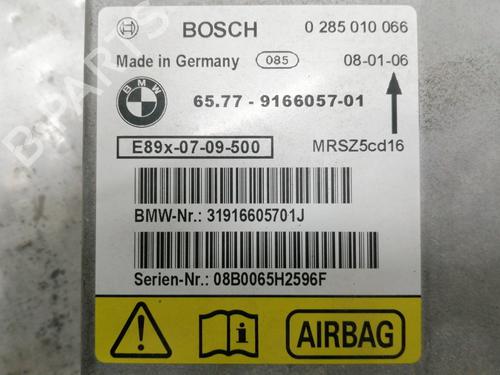 BOSCH 0 285 010 066
Made in Germany 085 08-01-06
BMW 65.77 - 9166057-01
E89x-07-09-500 MRSZ5cd16
BMW-Nr.: 31916605701J
Serien-Nr.: 08B0065H2596F
AIRBAG